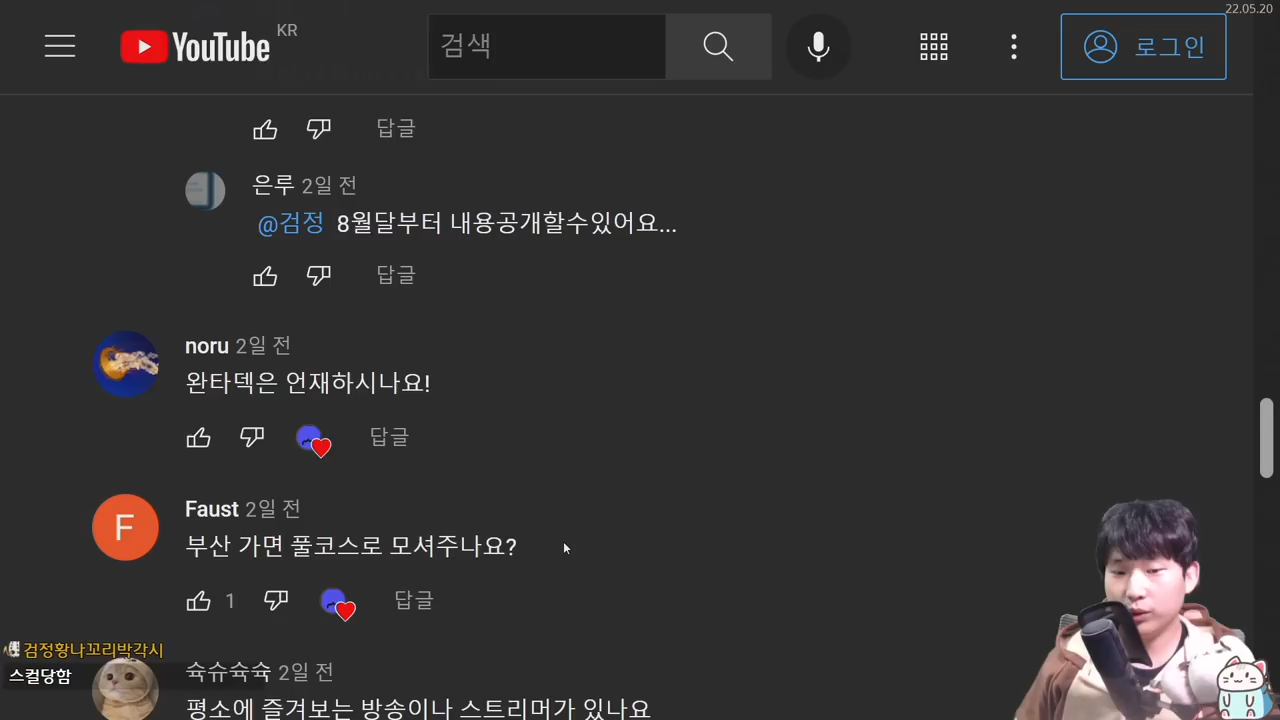 22.05.20
YouTube KR
검색
로그인
답글
은루 2일 전
@검정 8월달부터 내용공개할수있어요...
답글
noru 2일 전
완타덱은 언재하시나요!
답글
F
Faust 2일 전
부산 가면 풀코스로 모셔주나요?
1
답글
검정황나꼬리박각시
스컬당함
슉슈슉슉 2일 전
평소에 즐겨보는 방송이나 스트리머가 있나요